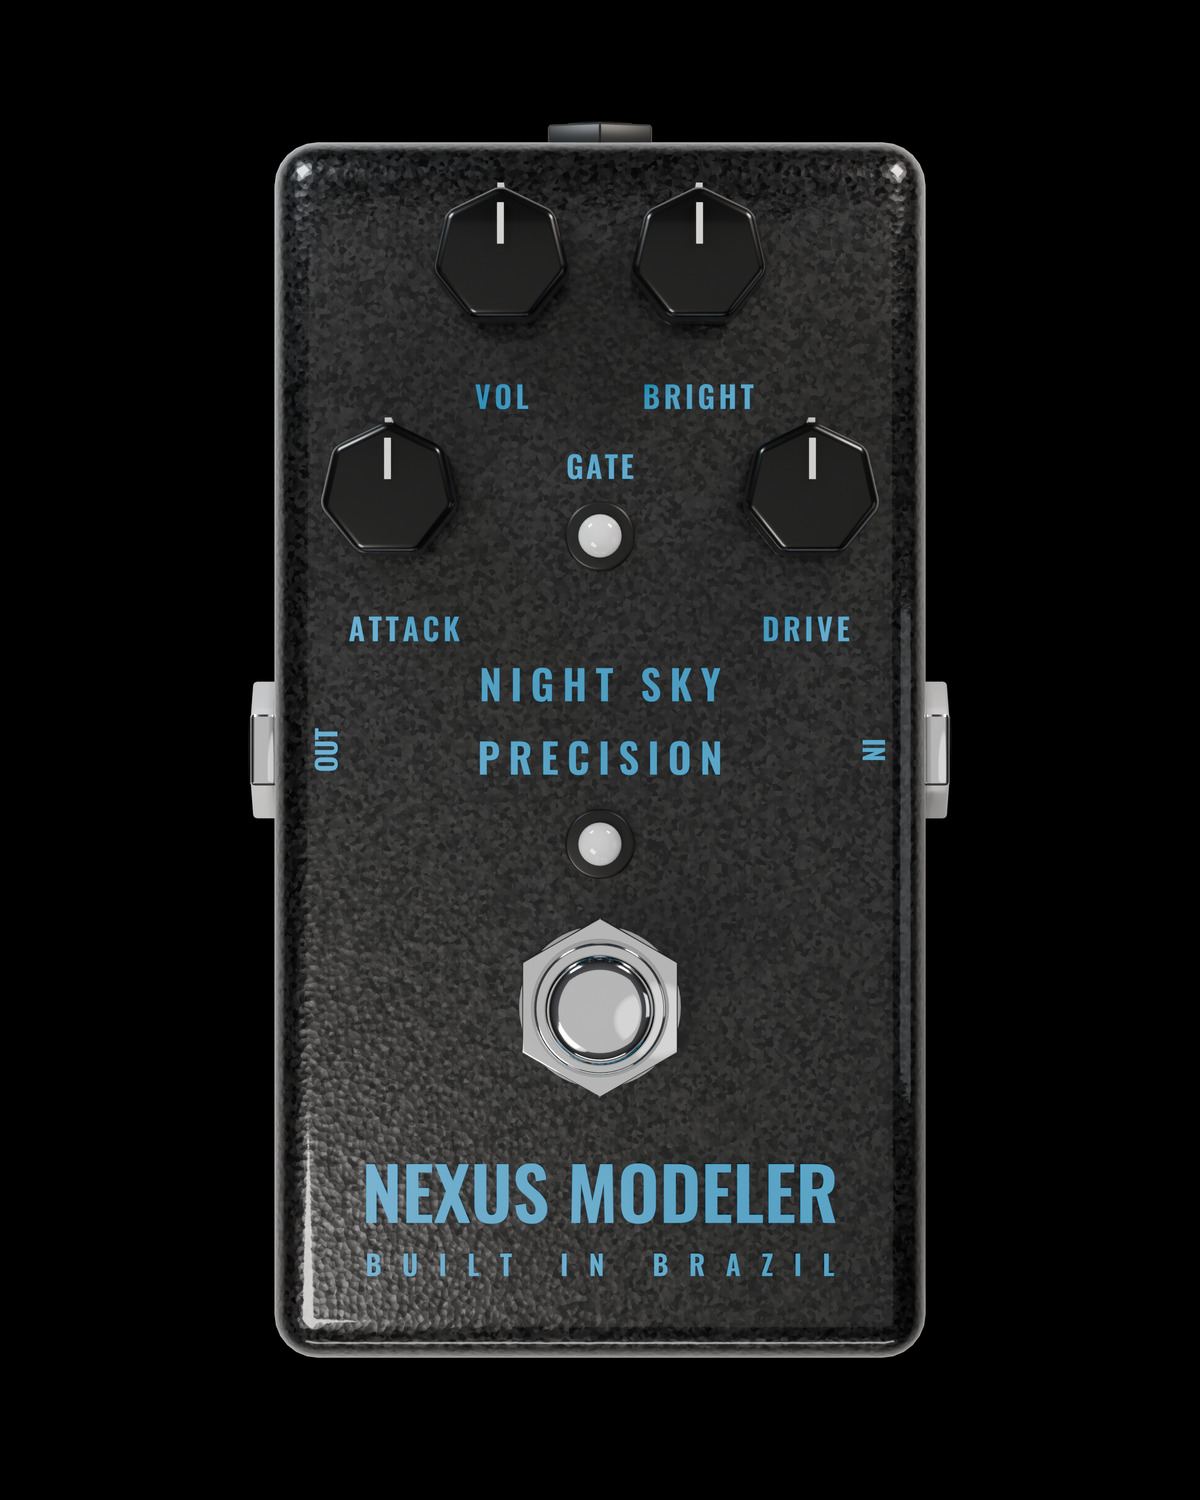 VOL BRIGHT
GATE
ATTACK DRIVE
NIGHT SKY
PRECISION
OUT
IN
NEXUS MODELER
BUILT IN BRAZIL